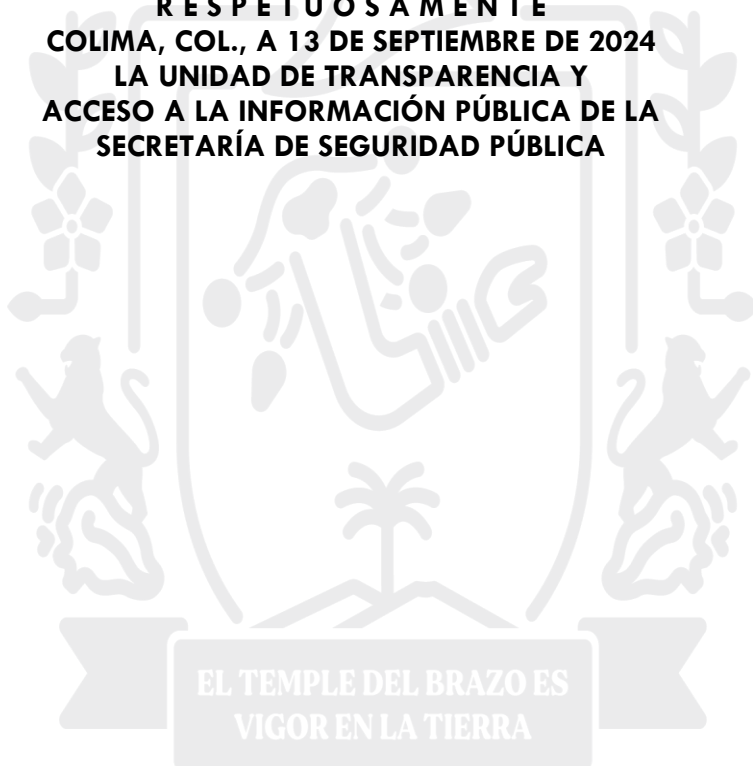 R E S P E T U O S A M E N T E
COLIMA, COL., A 13 DE SEPTIEMBRE DE 2024
LA UNIDAD DE TRANSPARENCIA Y
ACCESO A LA INFORMACIÓN PÚBLICA DE LA
SECRETARÍA DE SEGURIDAD PÚBLICA
EL TEMPLE DEL BRAZO ES
VIGOR EN LA TIERRA